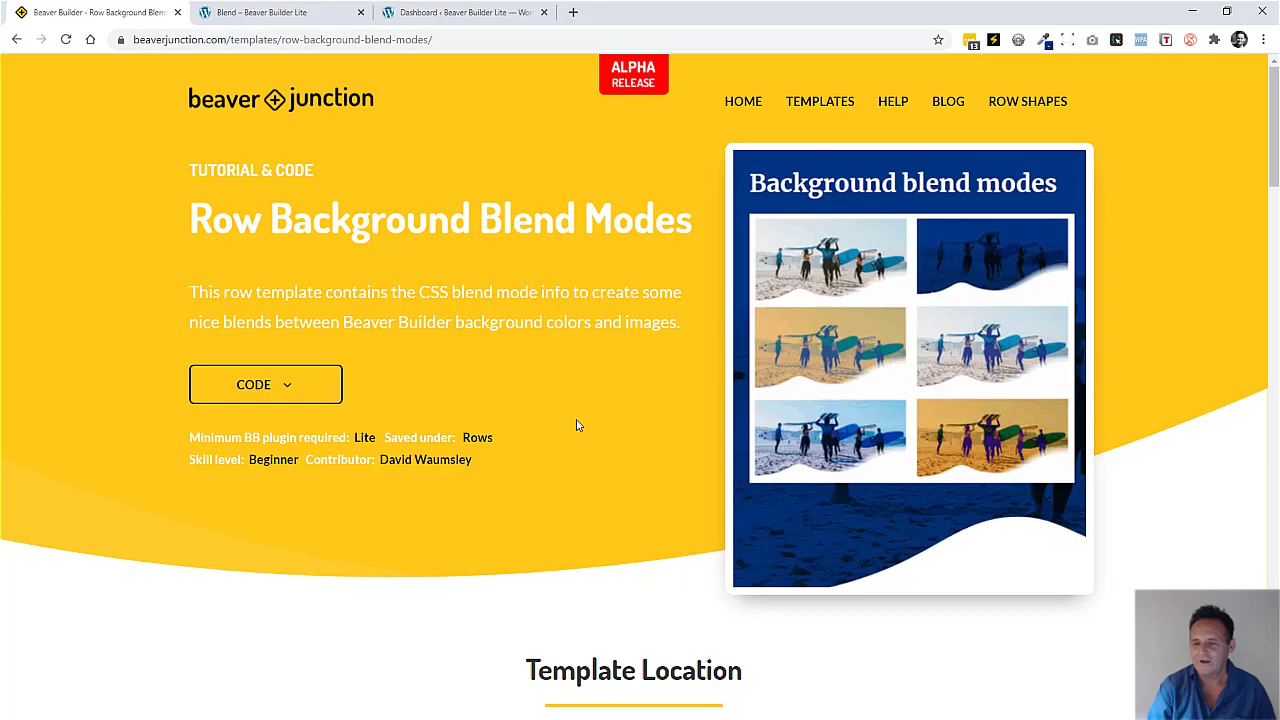 Beaver Builder - Row Background Blen
Blend – Beaver Builder Lite
Dashboard ‹ Beaver Builder Lite — Wor
beaverjunction.com/templates/row-background-blend-modes/
13
ALPHA
RELEASE
beaver junction
HOME TEMPLATES HELP BLOG ROW SHAPES
TUTORIAL & CODE
Row Background Blend Modes
This row template contains the CSS blend mode info to create some
nice blends between Beaver Builder background colors and images.
CODE
Minimum BB plugin required: Lite Saved under: Rows
Skill level: Beginner Contributor: David Waumsley
Background blend modes
Template Location